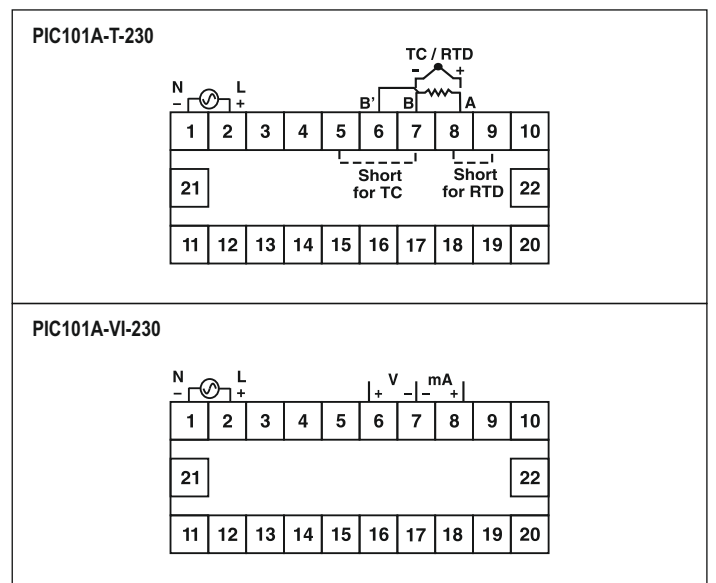 PIC101A-T-230
TC / RTD
- +
N L
- +
B' B A
1 2 3 4 5 6 7 8 9 10
Short for TC
Short for RTD
21 22
11 12 13 14 15 16 17 18 19 20
PIC101A-VI-230
N L
- +
V mA
+ - - +
1 2 3 4 5 6 7 8 9 10
21 22
11 12 13 14 15 16 17 18 19 20